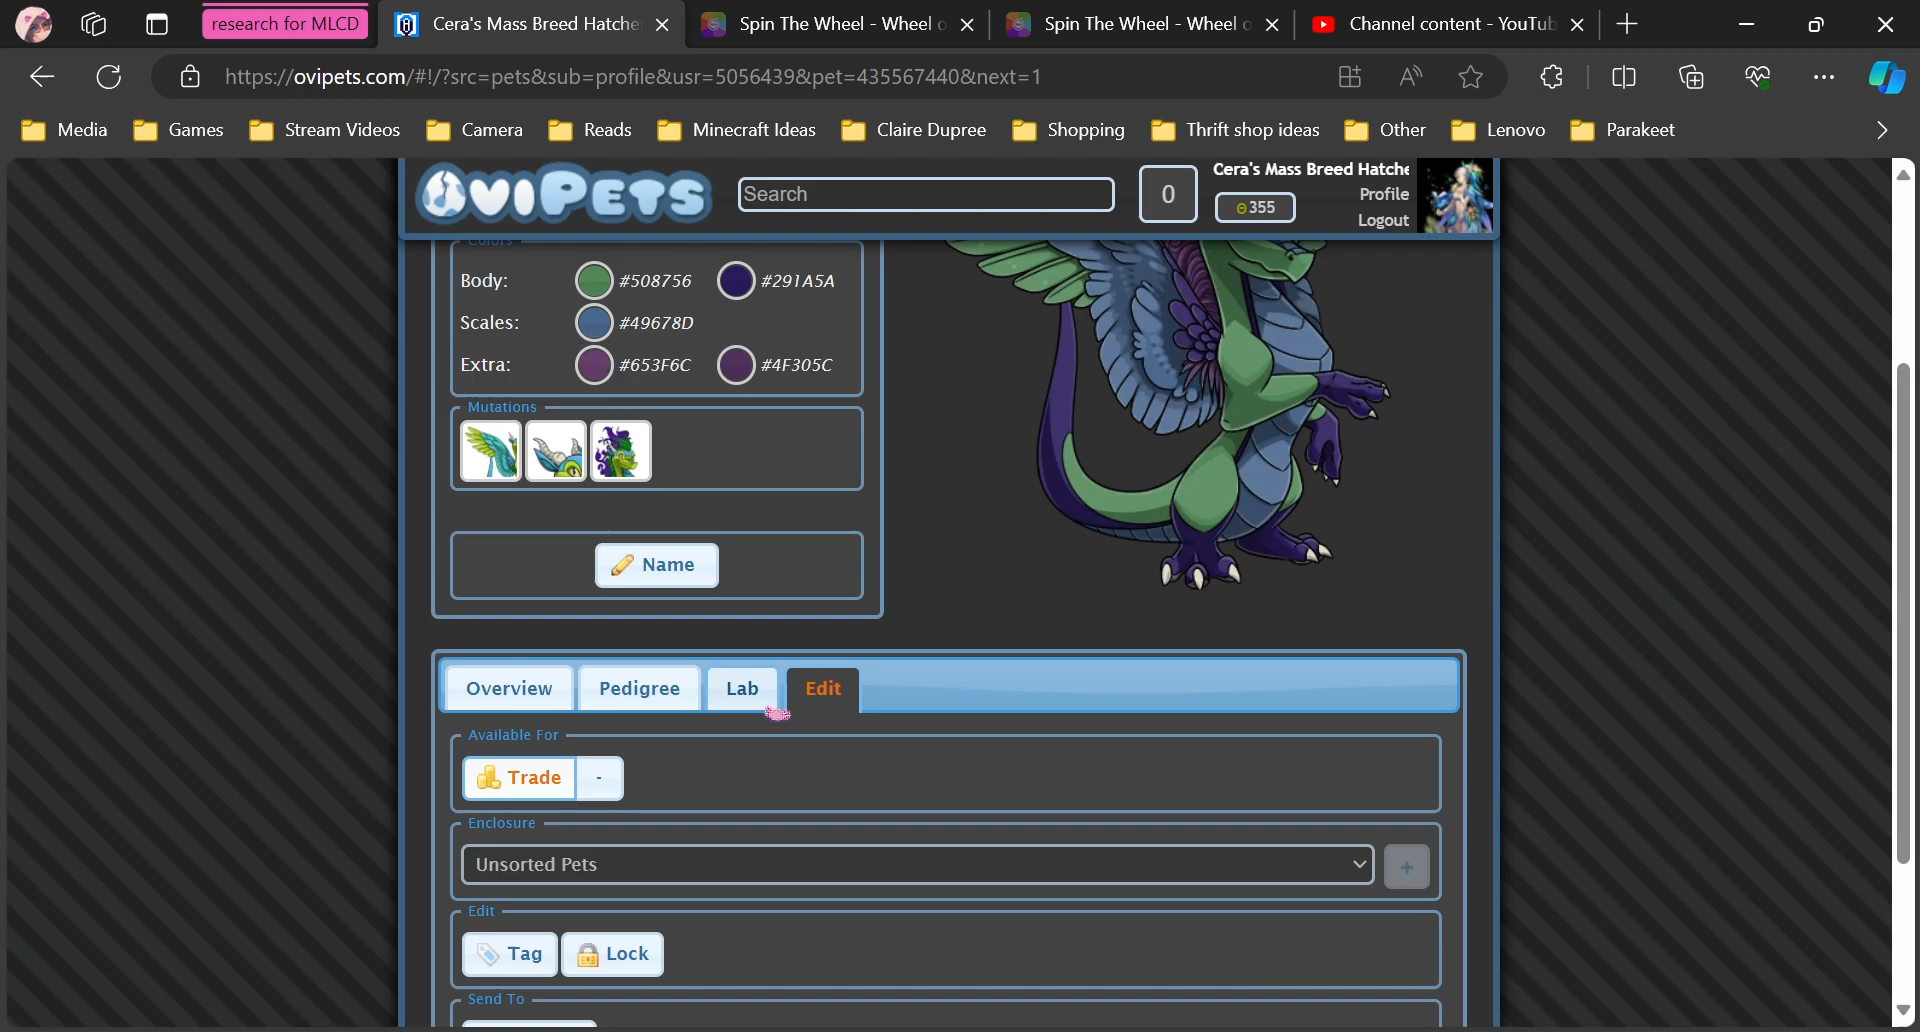 research for MLCD
Cera's Mass Breed Hatche
Spin The Wheel - Wheel o
Spin The Wheel - Wheel o
Channel content - YouTub
https://ovipets.com/#!/?src=pets&sub=profile&usr=5056439&pet=435567440&next=1
Media
Games
Stream Videos
Camera
Reads
Minecraft Ideas
Claire Dupree
Shopping
Thrift shop ideas
Other
Lenovo
Parakeet
OviPets
Search
0
Cera's Mass Breed Hatche
355
Profile
Logout
Colors
Body: #508756 #291A5A
Scales: #49678D
Extra: #653F6C #4F305C
Mutations
Name
Overview
Pedigree
Lab
Edit
Available For
Trade -
Enclosure
Unsorted Pets
+
Edit
Tag
Lock
Send To